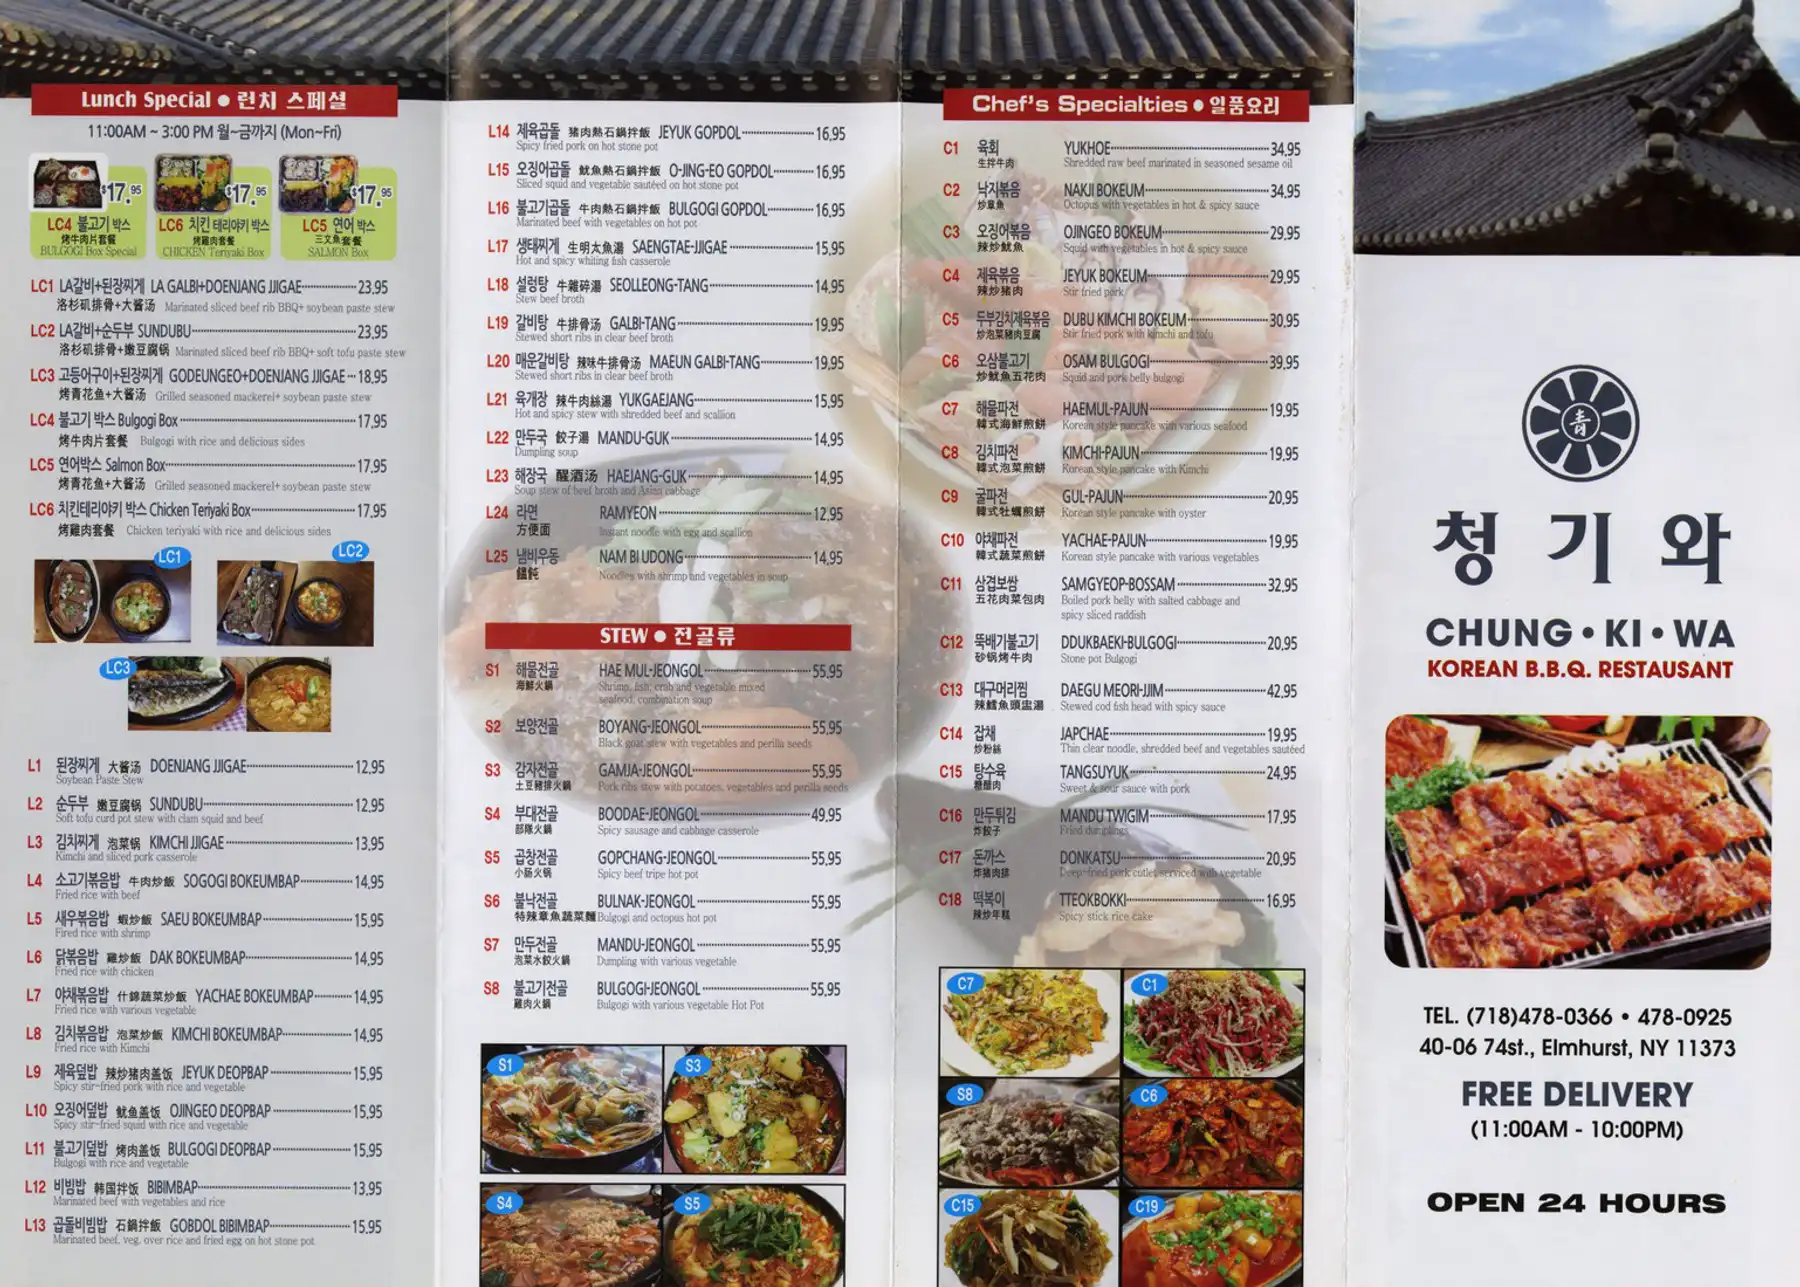 Lunch Special ● 런치 스페셜
11:00AM ~ 3:00 PM 월~금까지 (Mon~Fri)
$17.95
$17.95
$17.95
LC4 불고기 박스
烤牛肉片套餐
BULGOGI Box Special
LC6 치킨 테리야키 박스
烤雞肉套餐
CHICKEN Teriyaki Box
LC5 연어 박스
三文魚套餐
SALMON Box
LC1 LA갈비+된장찌게 LA GALBI+DOENJANG JJIGAE 23,95
洛杉矶排骨+大酱汤 Marinated sliced beef rib BBQ+ soybean paste stew
LC2 LA갈비+순두부 SUNDUBU 23,95
洛杉矶排骨+嫩豆腐锅 Marinated sliced beef rib BBQ+ soft tofu paste stew
LC3 고등어구이+된장찌게 GODEUNGEO+DOENJANG JJIGAE 18.95
烤青花鱼+大酱汤 Grilled seasoned mackerel+ soybean paste stew
LC4 불고기 박스 Bulgogi Box 17,95
烤牛肉片套餐 Bulgogi with rice and delicious sides
LC5 연어박스 Salmon Box 17.95
烤青花鱼+大酱汤 Grilled seasoned mackerel+ soybean paste stew
LC6 치킨테리야키 박스 Chicken Teriyaki Box 17.95
烤雞肉套餐 Chicken teriyaki with rice and delicious sides
LC1
LC2
LC3
L1 된장찌게 大酱汤 DOENJANG JJIGAE 12,95
Soybean Paste Stew
L2 순두부 嫩豆腐锅 SUNDUBU 12,95
Soft tofu curd pot stew with clam squid and beef
L3 김치찌게 泡菜锅 KIMCHI JJIGAE 13,95
Kimchi and sliced pork casserole
L4 소고기볶음밥 牛肉炒飯 SOGOGI BOKEUMBAP 14,95
Fried rice with beef
L5 새우볶음밥 蝦炒飯 SAEU BOKEUMBAP 15,95
Fired rice with shrimp
L6 닭볶음밥 雞炒飯 DAK BOKEUMBAP 14,95
Fried rice with chicken
L7 야채볶음밥 什錦蔬菜炒飯 YACHAE BOKEUMBAP 14,95
Fried rice with various vegetable
L8 김치볶음밥 泡菜炒飯 KIMCHI BOKEUMBAP 14,95
Fried rice with Kimchi
L9 제육덮밥 辣炒猪肉盖饭 JEYUK DEOPBAP 15,95
Spicy stir-fried pork with rice and vegetable
L10 오징어덮밥 魷鱼盖饭 OJINGEO DEOPBAP 15,95
Spicy stir-fried squid with rice and vegetable
L11 불고기덮밥 烤肉盖饭 BULGOGI DEOPBAP 15,95
Bulgogi with rice and vegetable
L12 비빔밥 韩国拌饭 BIBIMBAP 13,95
Marinated beef with vegetables and rice
L13 곱돌비빔밥 石鍋拌飯 GOBDOL BIBIMBAP 15,95
Marinated beef, veg. over rice and fried egg on hot stone pot
L14 제육곱돌 猪肉熱石鍋拌飯 JEYUK GOPDOL 16,95
Spicy fried pork on hot stone pot
L15 오징어곱돌 魷魚熱石鍋拌飯 O-JING-EO GOPDOL 16,95
Sliced squid and vegetable sautéed on hot stone pot
L16 불고기곱돌 牛肉熱石鍋拌飯 BULGOGI GOPDOL 16,95
Marinated beef with vegetables on hot pot
L17 생태찌게 生明太魚湯 SAENGTAE-JJIGAE 15,95
Hot and spicy whiting fish casserole
L18 설렁탕 牛雜碎湯 SEOLLEONG-TANG 14,95
Stew beef broth
L19 갈비탕 牛排骨汤 GALBI-TANG 19,95
Stewed short ribs in clear beef broth
L20 매운갈비탕 辣味牛排骨汤 MAEUN GALBI-TANG 19,95
Stewed short ribs in clear beef broth
L21 육개장 辣牛肉絲湯 YUKGAEJANG 15,95
Hot and spicy stew with shredded beef and scallion
L22 만두국 餃子湯 MANDU-GUK 14,95
Dumpling soup
L23 해장국 醒酒汤 HAEJANG-GUK 14,95
Soup stew of beef broth and Asina cabbage
L24 라면 RAMYEON 12,95
方便面 Instant noodle with egg and scallion
L25 냄비우동 NAM BI UDONG 14,95
餛飩 Noodles with shrimp and vegetables in soup
STEW ● 전골류
S1 해물전골 HAE MUL-JEONGOL 55,95
海鮮火鍋 Shrimp, fish, crab and vegetable mixed
seafood, combination soup
S2 보양전골 BOYANG-JEONGOL 55,95
Black goat stew with vegetables and perilla seeds
S3 감자전골 GAMJA-JEONGOL 55,95
土豆豬排火鍋 Pork ribs stew with potatoes, vegetables and perilla seeds
S4 부대전골 BOODAE-JEONGOL 49,95
部隊火鍋 Spicy sausage and cabbage casserole
S5 곱창전골 GOPCHANG-JEONGOL 55,95
小肠火锅 Spicy beef tripe hot pot
S6 불낙전골 BULNAK-JEONGOL 55,95
特辣章魚蔬菜麵 Bulgogi and octopus hot pot
S7 만두전골 MANDU-JEONGOL 55,95
泡菜水餃火鍋 Dumpling with various vegetable
S8 불고기전골 BULGOGI-JEONGOL 55,95
雞肉火鍋 Bulgogi with various vegetable Hot Pot
S1
S3
S4
S5
Chef's Specialties ● 일품요리
C1 육회 YUKHOE 34,95
生拌牛肉 Shredded raw beef marinated in seasoned sesame oil
C2 낙지볶음 NAKJI BOKEUM 34,95
炒章魚 Octopus with vegetables in hot & spicy sauce
C3 오징어볶음 OJINGEO BOKEUM 29,95
辣炒魷魚 Squid with vegetables in hot & spicy sauce
C4 제육볶음 JEYUK BOKEUM 29,95
辣炒猪肉 Stir fried pork
C5 두부김치제육볶음 DUBU KIMCHI BOKEUM 30,95
炒泡菜豬肉豆腐 Stir fried pork with kimchi and tofu
C6 오삼불고기 OSAM BULGOGI 39,95
炒魷魚五花肉 Squid and pork belly bulgogi
C7 해물파전 HAEMUL-PAJUN 19,95
韓式海鮮煎餅 Korean style pancake with various seafood
C8 김치파전 KIMCHI-PAJUN 19,95
韓式泡菜煎餅 Korean style pancake with Kimchi
C9 굴파전 GUL-PAJUN 20,95
韓式牡蠣煎餅 Korean style pancake with oyster
C10 야채파전 YACHAE-PAJUN 19,95
韓式蔬菜煎餅 Korean style pancake with various vegetables
C11 삼겹보쌈 SAMGYEOP-BOSSAM 32,95
五花肉菜包肉 Boiled pork belly with salted cabbage and
spicy sliced raddish
C12 뚝배기불고기 DDUKBAEKI-BULGOGI 20,95
砂锅烤牛肉 Stone pot Bulgogi
C13 대구머리찜 DAEGU MEORI-JJIM 42,95
辣鱈魚頭盅湯 Stewed cod fish head with spicy sauce
C14 잡채 JAPCHAE 19,95
炒粉絲 Thin clear noodle, shredded beef and vegetables sautéed
C15 탕수육 TANGSUYUK 24,95
糖醋肉 Sweet & sour sauce with pork
C16 만두튀김 MANDU TWIGIM 17,95
炸餃子 Fried dumplings
C17 돈까스 DONKATSU 20,95
炸豬肉排 Deep-fried pork cutlet serviced with vegetable
C18 떡복이 TTEOKBOKKI 16,95
辣炒年糕 Spicy stick rice cake
C7
C1
S8
C6
C15
C19
青
청기와
CHUNG • KI • WA
KOREAN B.B.Q. RESTAUSANT
TEL. (718)478-0366 • 478-0925
40-06 74st., Elmhurst, NY 11373
FREE DELIVERY
(11:00AM - 10:00PM)
OPEN 24 HOURS